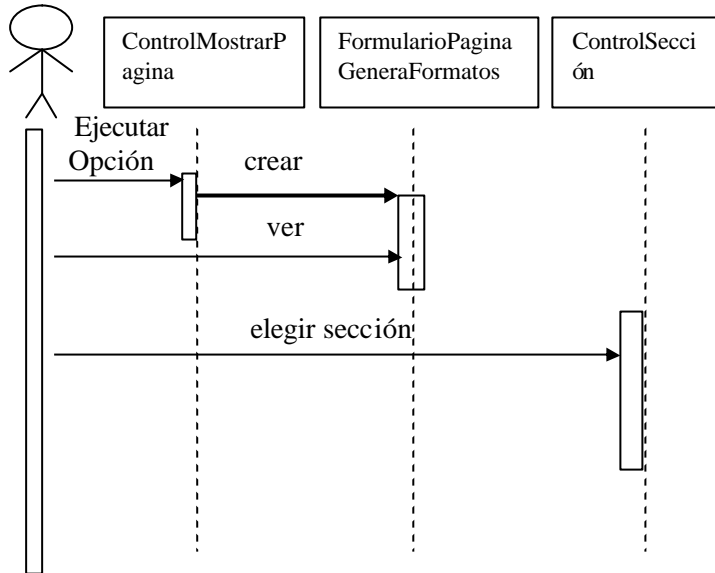 ControlMostrarP
agina
FormularioPagina
GeneraFormatos
ControlSecci
ón
Ejecutar
Opción
crear
ver
elegir sección